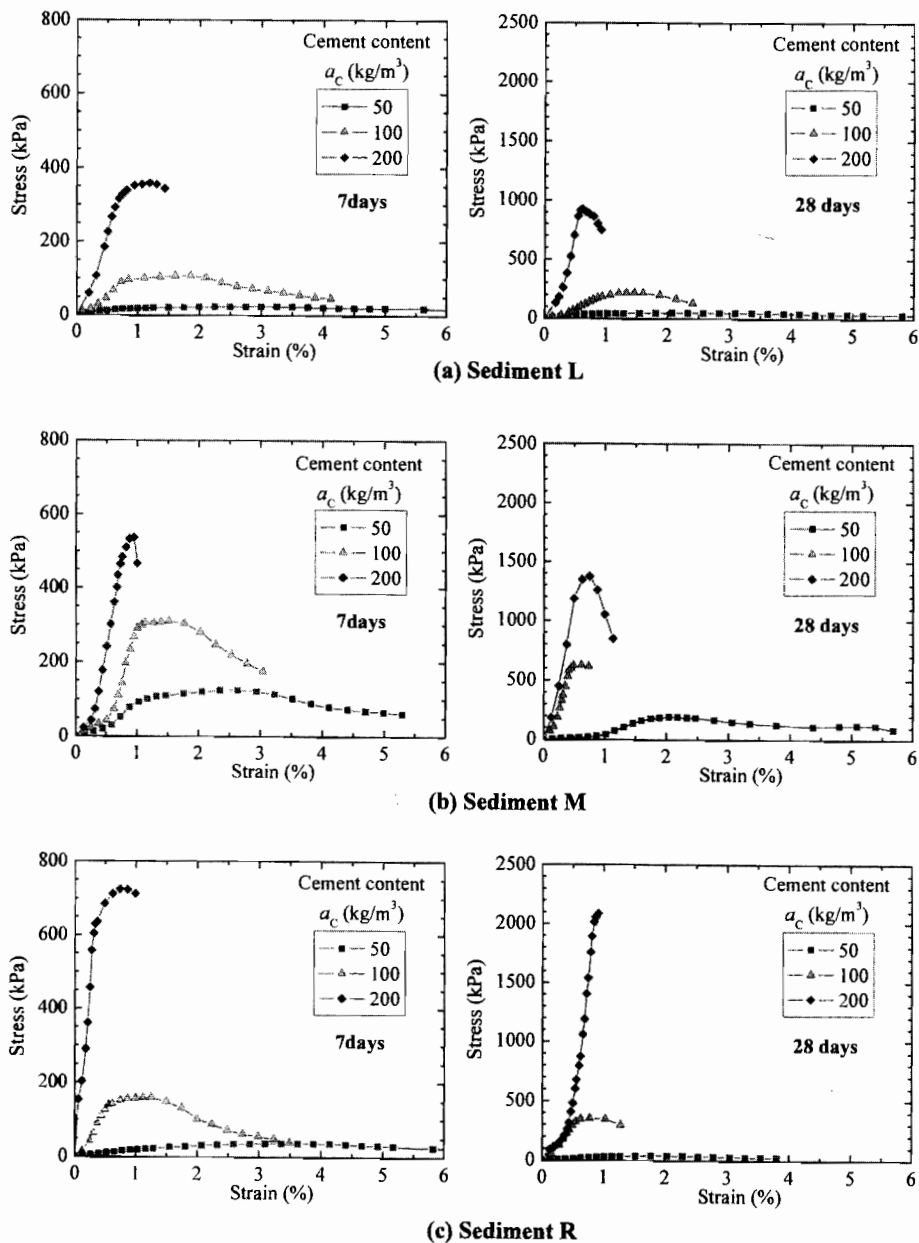 800
600
400
200
0
Stress (kPa)
0 1 2 3 4 5 6
Strain (%)
Cement content
a_C (kg/m³)
50
100
200
7days
2500
2000
1500
1000
500
0
Stress (kPa)
0 1 2 3 4 5 6
Strain (%)
Cement content
a_C (kg/m³)
50
100
200
28 days
(a) Sediment L
800
600
400
200
0
Stress (kPa)
0 1 2 3 4 5 6
Strain (%)
Cement content
a_C (kg/m³)
50
100
200
7days
2500
2000
1500
1000
500
0
Stress (kPa)
0 1 2 3 4 5 6
Strain (%)
Cement content
a_C (kg/m³)
50
100
200
28 days
(b) Sediment M
800
600
400
200
0
Stress (kPa)
0 1 2 3 4 5 6
Strain (%)
Cement content
a_C (kg/m³)
50
100
200
7days
2500
2000
1500
1000
500
0
Stress (kPa)
0 1 2 3 4 5 6
Strain (%)
Cement content
a_C (kg/m³)
50
100
200
28 days
(c) Sediment R